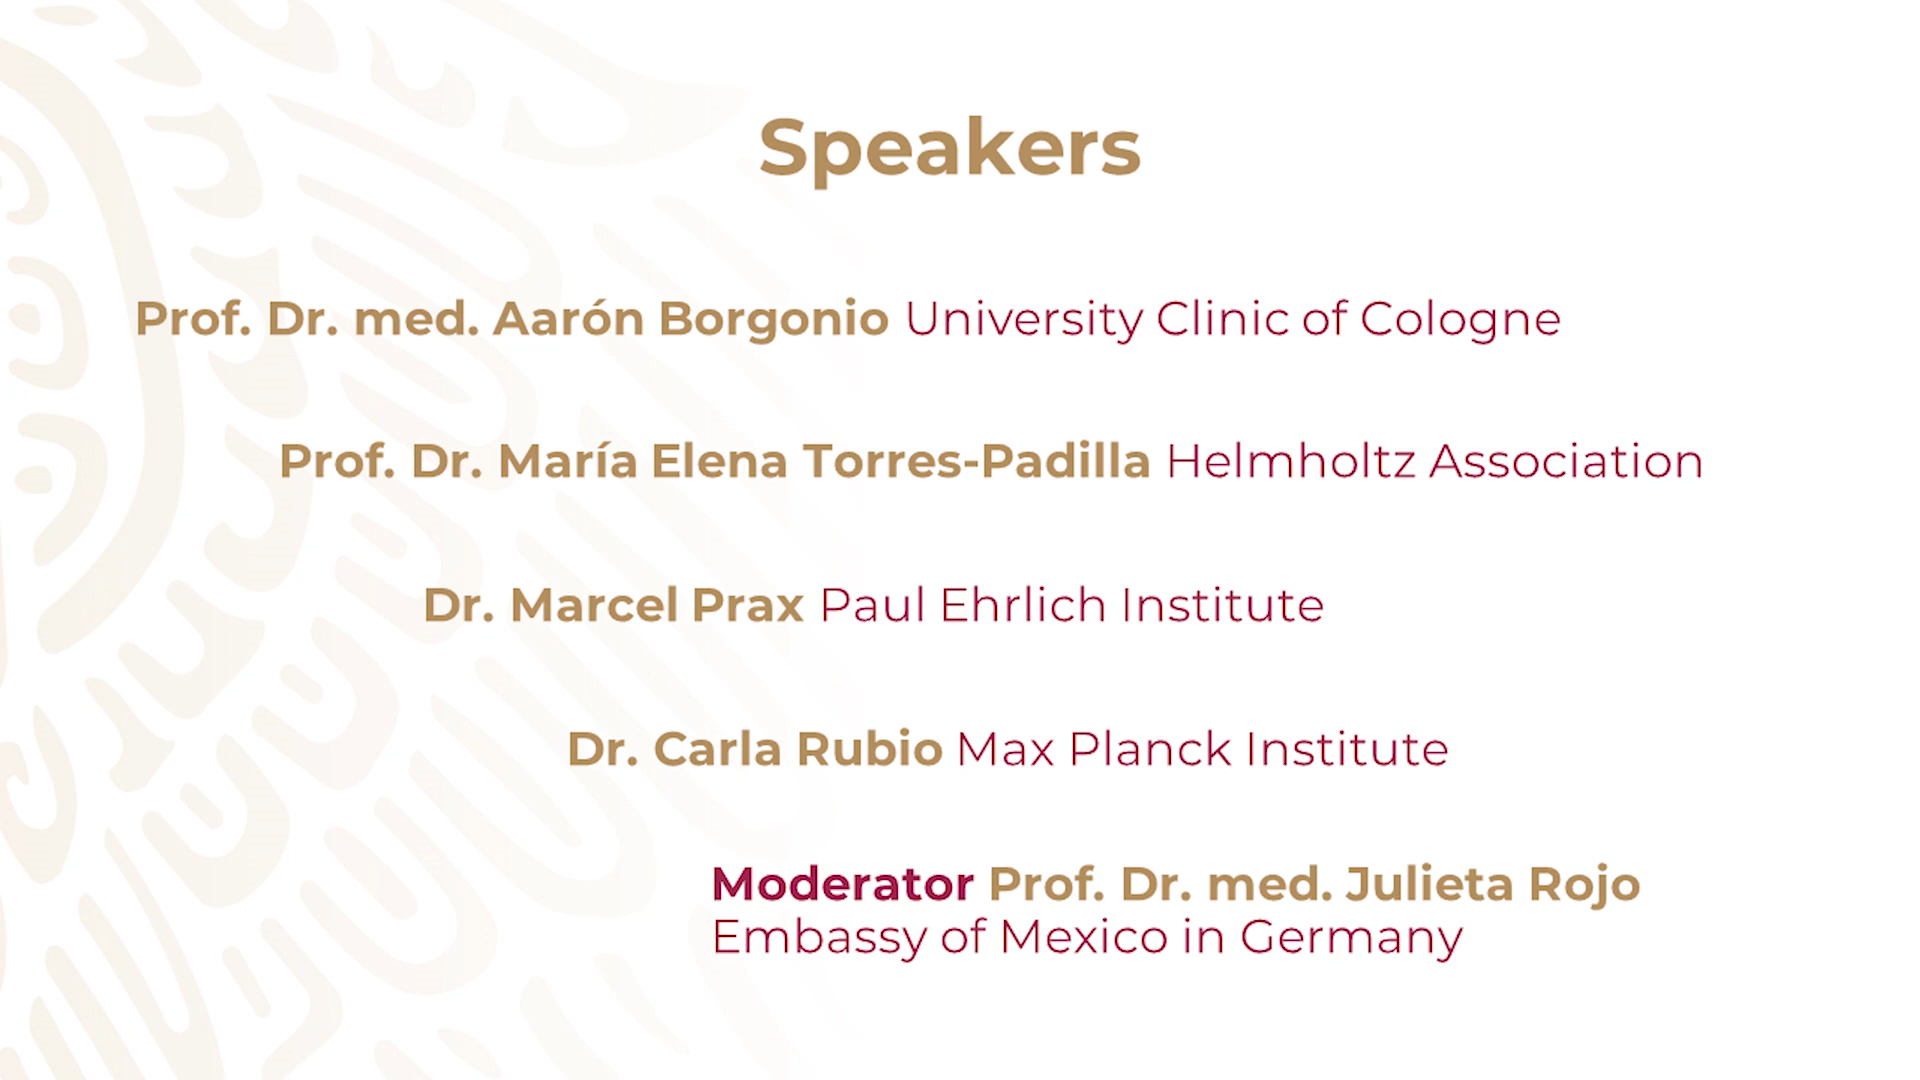 Speakers
Prof. Dr. med. Aarón Borgonio University Clinic of Cologne
Prof. Dr. María Elena Torres-Padilla Helmholtz Association
Dr. Marcel Prax Paul Ehrlich Institute
Dr. Carla Rubio Max Planck Institute
Moderator Prof. Dr. med. Julieta Rojo
Embassy of Mexico in Germany